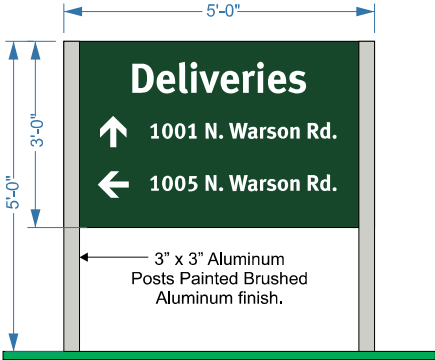 5'-0"
Deliveries
1001 N. Warson Rd.
1005 N. Warson Rd.
3'-0"
5'-0"
3” x 3” Aluminum
Posts Painted Brushed
Aluminum finish.